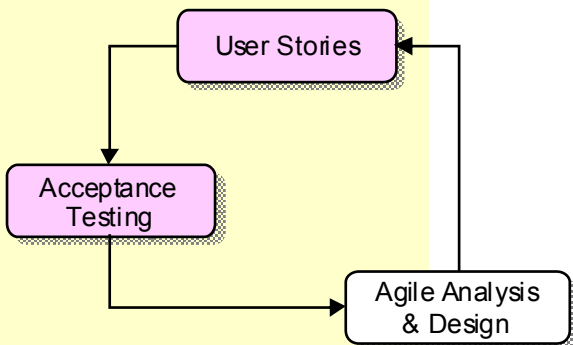 User Stories
Acceptance
Testing
Agile Analysis
& Design